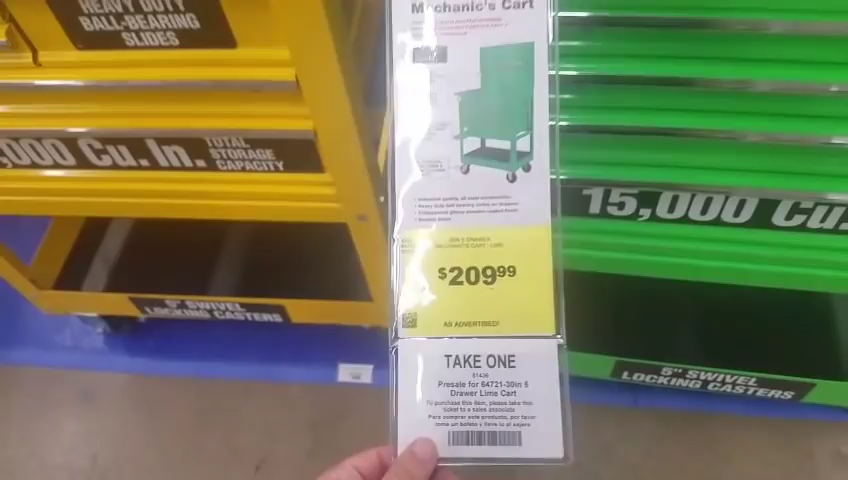 HEAVY DUTY
BALL-BEARING
SLIDES
,000 Cu. In.
TOTAL
STORAGE
CAPACITY
5" SWIVEL
LOCKING CASTERS
Mechanic's Cart
$209.99
AS ADVERTISED!
TAKE ONE
Presale for 64721-30in 5
Drawer Lime Cart
To purchase this item, please take this
ticket to a sales associate
Para comprar este producto, por favor
tome un boleto y lleve lo al cajero
15,000 Cu.
5" SWIVEL
LOCKING CASTERS